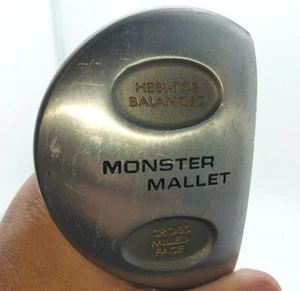 HEEL-TOE
BALANCED
MONSTER
MALLET
CROSS
MILLED
FACE